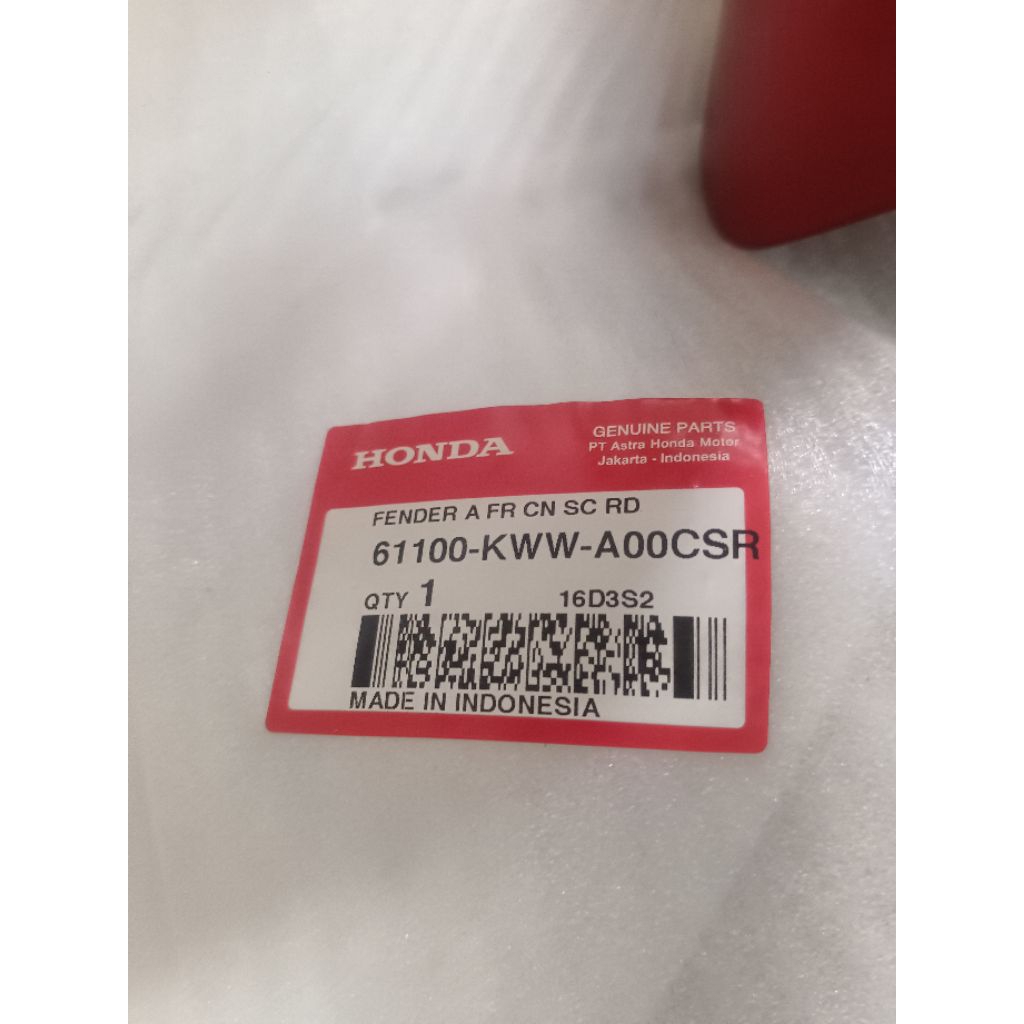 HONDA
GENUINE PARTS
PT Astra Honda Motor
Jakarta - Indonesia
FENDER A FR CN SC RD
61100-KWW-A00CSR
QTY 1
16D3S2
MADE IN INDONESIA